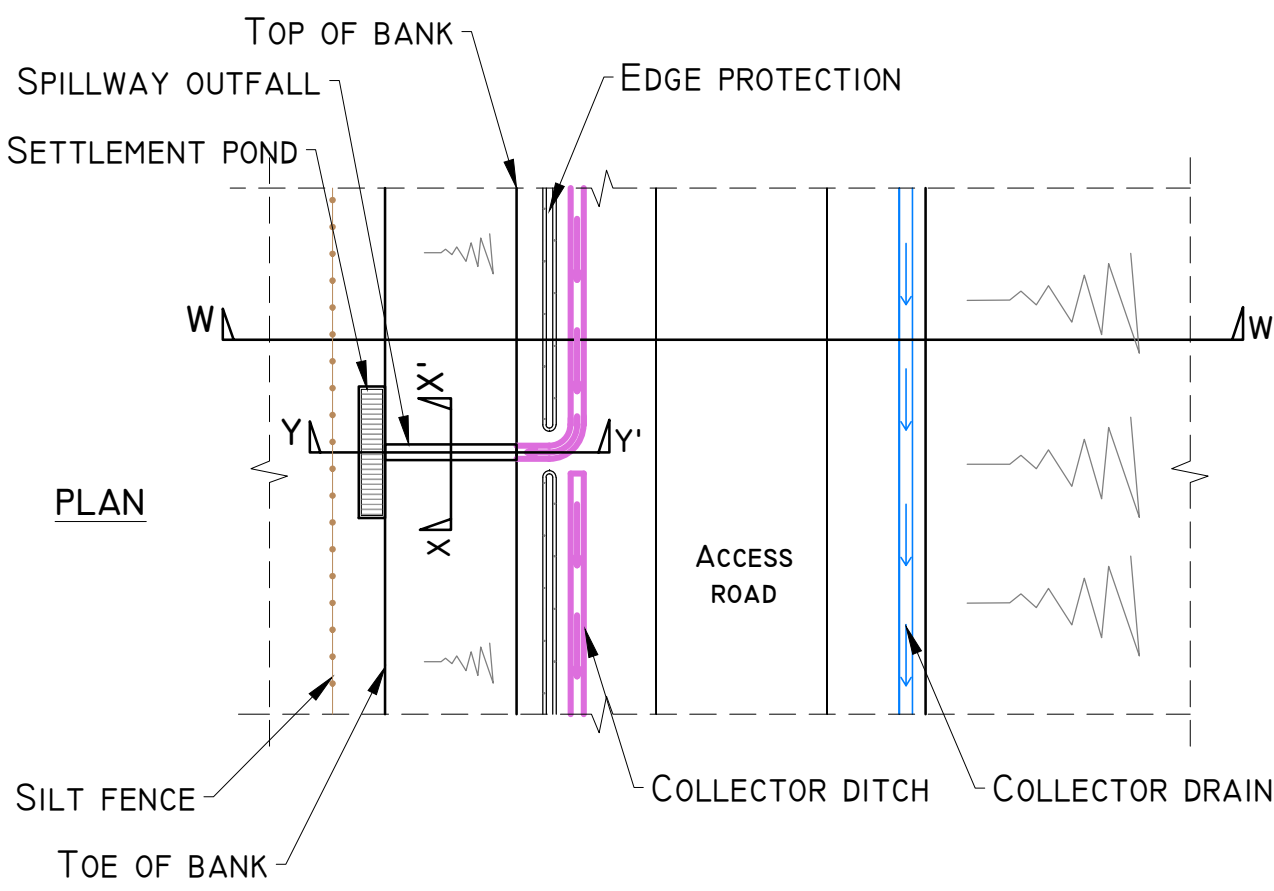 TOP OF BANK
SPILLWAY OUTFALL
EDGE PROTECTION
SETTLEMENT POND
W
W
X'
Y
Y'
PLAN
X
ACCESS
ROAD
SILT FENCE
COLLECTOR DITCH
COLLECTOR DRAIN
TOE OF BANK